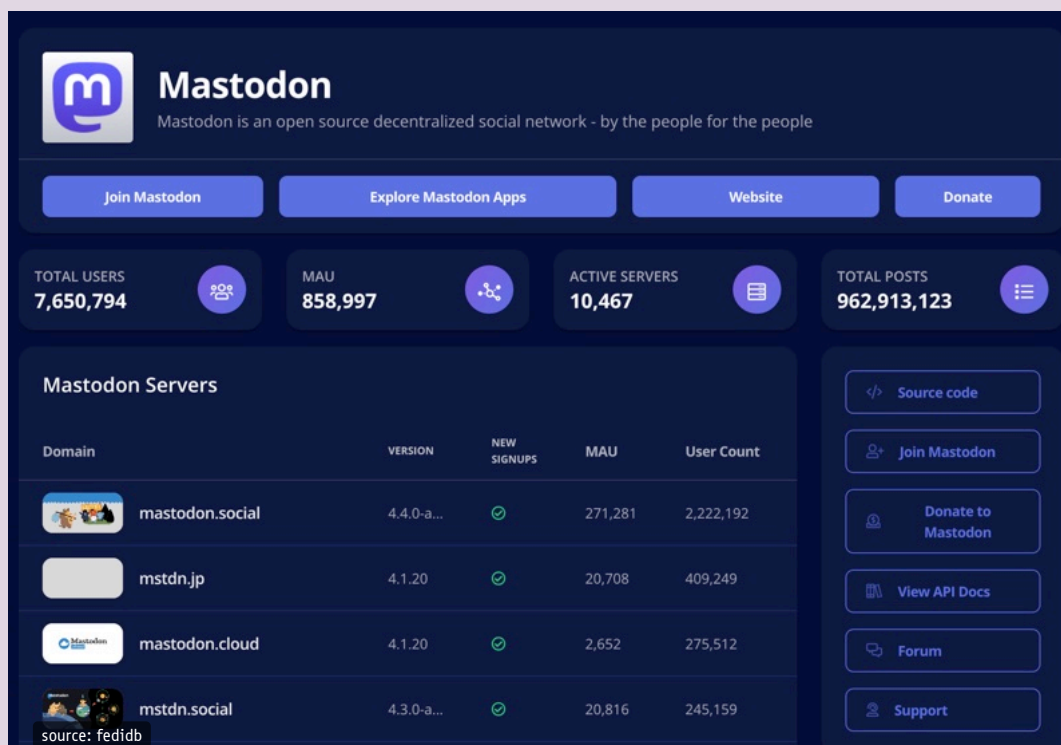 Mastodon
Mastodon is an open source decentralized social network - by the people for the people
Join Mastodon
Explore Mastodon Apps
Website
Donate
TOTAL USERS
7,650,794
MAU
858,997
ACTIVE SERVERS
10,467
TOTAL POSTS
962,913,123
Mastodon Servers
Domain VERSION NEW SIGNUPS MAU User Count
mastodon.social 4.4.0-a... 271,281 2,222,192
mstdn.jp 4.1.20 20,708 409,249
Mastodon
mastodon.cloud 4.1.20 2,652 275,512
mstdn.social 4.3.0-a... 20,816 245,159
source: fedidb
Source code
Join Mastodon
Donate to
Mastodon
View API Docs
Forum
Support